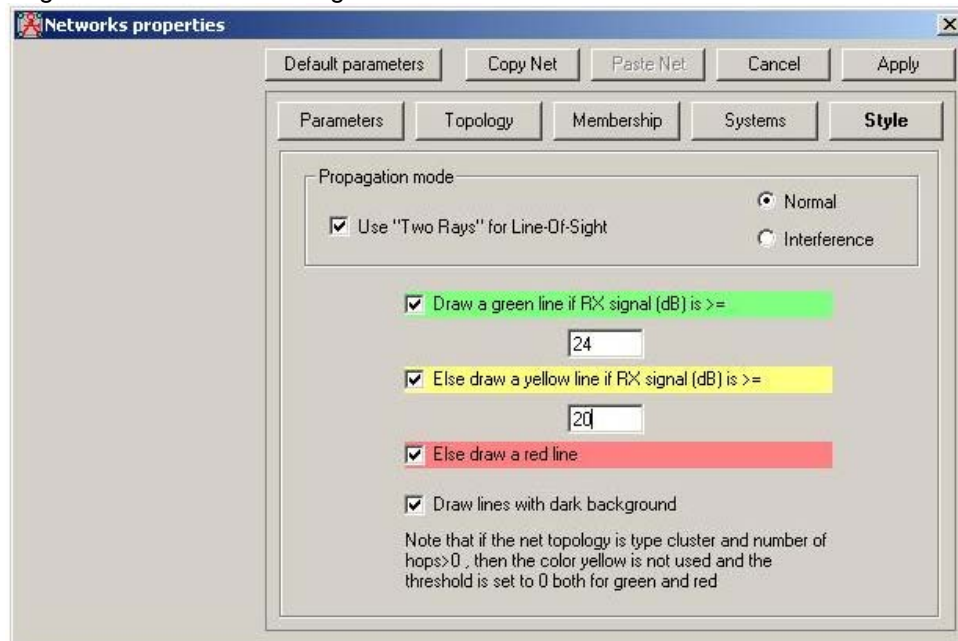 Networks properties
Default parameters
Copy Net
Paste Net
Cancel
Apply
Parameters
Topology
Membership
Systems
Style
Propagation mode
Use "Two Rays" for Line-Of-Sight
Normal
Interference
Draw a green line if RX signal (dB) is >=
24
Else draw a yellow line if RX signal (dB) is >=
20
Else draw a red line
Draw lines with dark background
Note that if the net topology is type cluster and number of
hops>0 , then the color yellow is not used and the
threshold is set to 0 both for green and red